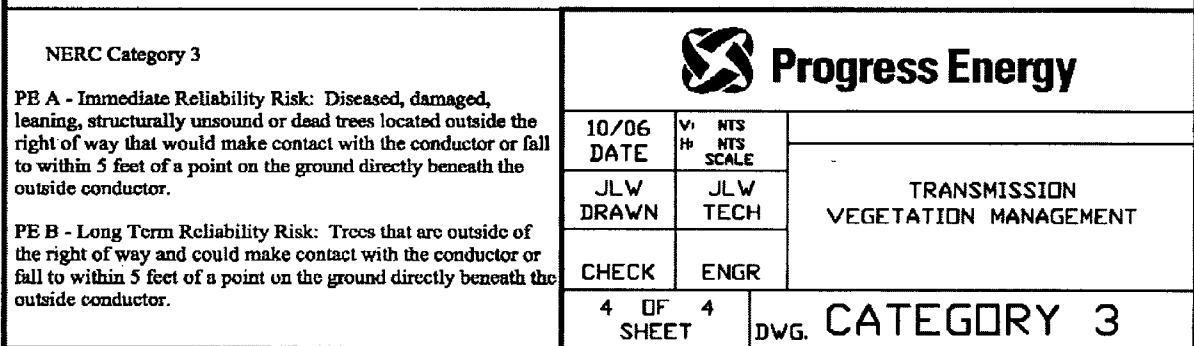 NERC Category 3
PE A - Immediate Reliability Risk: Diseased, damaged,
leaning, structurally unsound or dead trees located outside the
right of way that would make contact with the conductor or fall
to within 5 feet of a point on the ground directly beneath the
outside conductor.
PE B - Long Term Reliability Risk: Trees that are outside of
the right of way and could make contact with the conductor or
fall to within 5 feet of a point on the ground directly beneath the
outside conductor.
Progress Energy
10/06
DATE
V: NTS
H: NTS
SCALE
JLW
DRAWN
JLW
TECH
TRANSMISSION
VEGETATION MANAGEMENT
CHECK
ENGR
4 OF 4
SHEET
DWG. CATEGORY 3